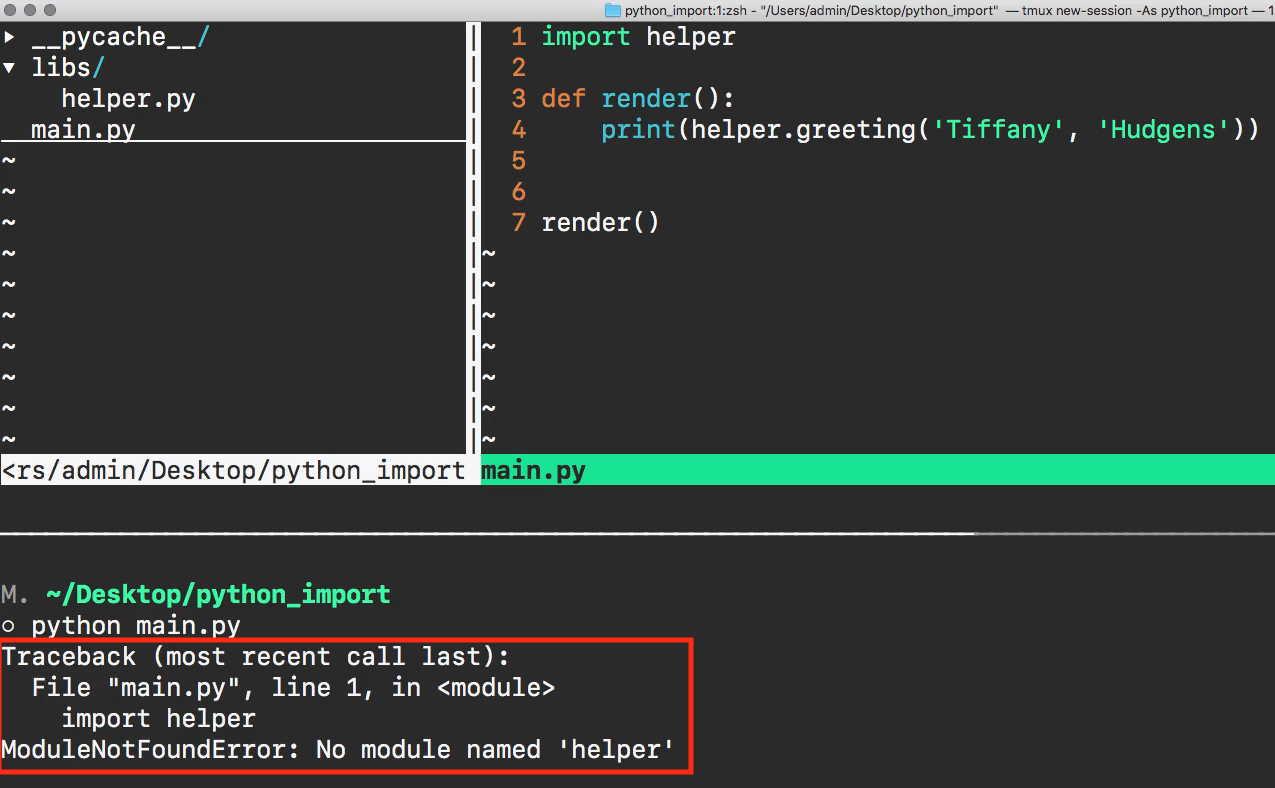 python_import:1:zsh - "/Users/admin/Desktop/python_import" — tmux new-session -As python_import — 1
▸ __pycache__/
▾ libs/
helper.py
main.py
~
~
~
~
~
~
~
~
~
~
<rs/admin/Desktop/python_import
1 import helper
2
3 def render():
4     print(helper.greeting('Tiffany', 'Hudgens'))
5
6
7 render()
~
~
~
~
~
~
~
main.py
M. ~/Desktop/python_import
○ python main.py
Traceback (most recent call last):
  File "main.py", line 1, in <module>
    import helper
ModuleNotFoundError: No module named 'helper'